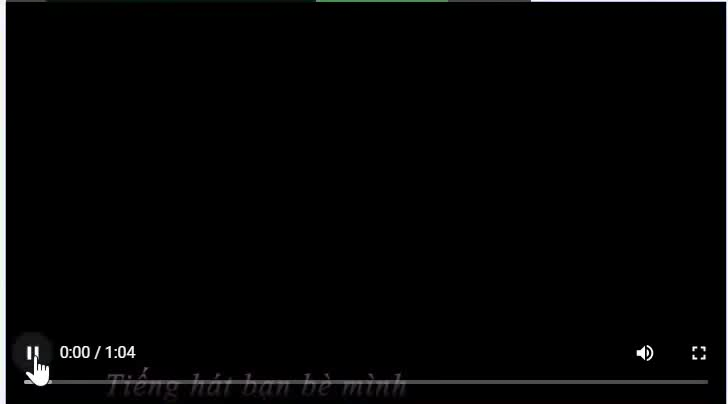 0:00 / 1:04
Tiếng hát bạn bè mình